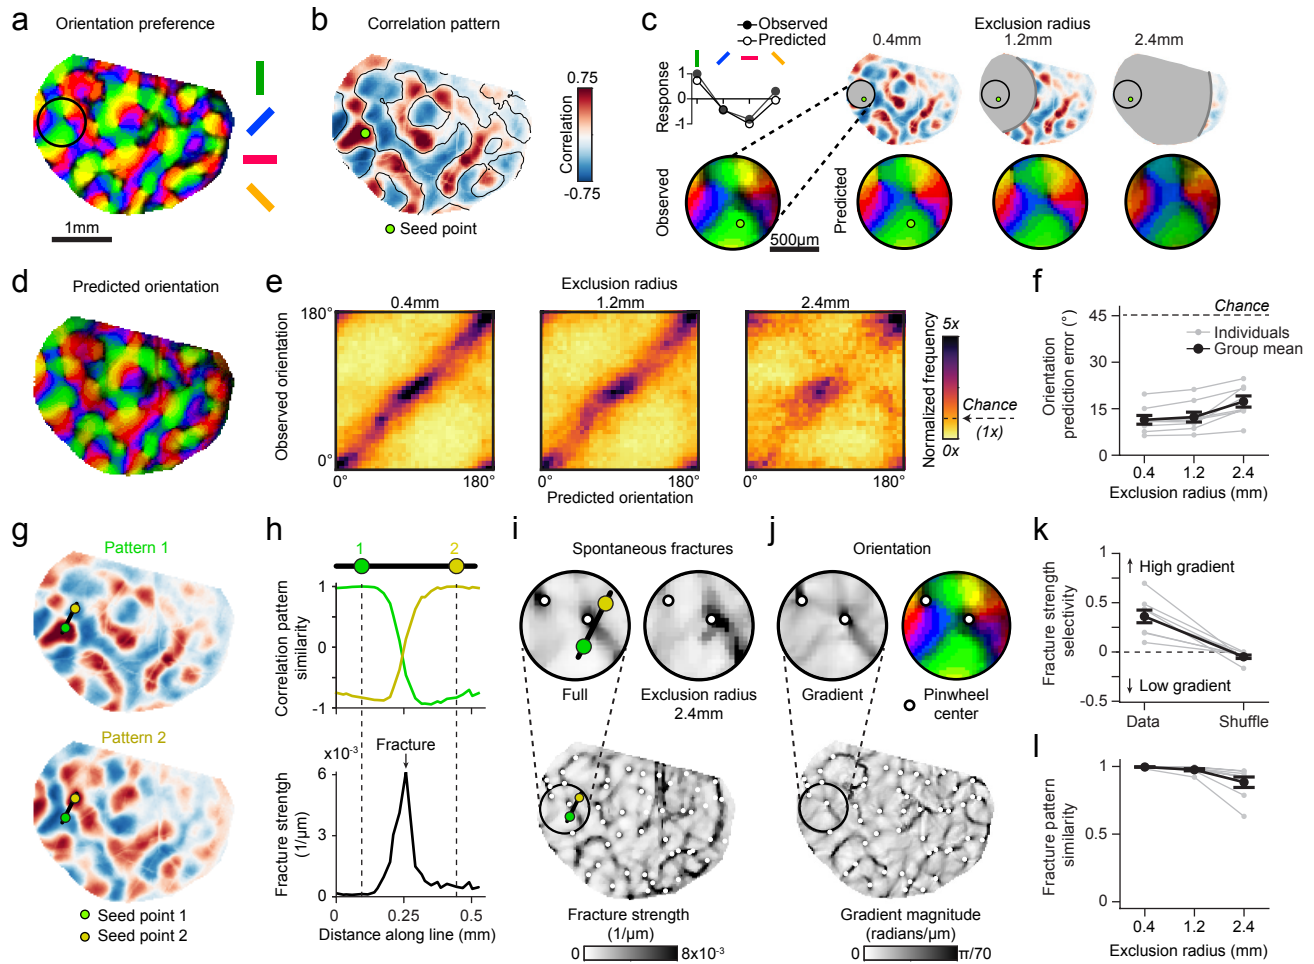 a
Orientation preference
1mm
b
Correlation pattern
0.75
Correlation
-0.75
Seed point
c
Observed
Predicted
Exclusion radius
0.4mm
1.2mm
2.4mm
Response
1
0
-1
Observed
Predicted
500μm
d
Predicted orientation
e
Exclusion radius
0.4mm
1.2mm
2.4mm
180°
Observed orientation
0°
0°
180°
0°
180°
0°
180°
Predicted orientation
Normalized frequency
5x
Chance
(1x)
0x
f
Chance
Individuals
Group mean
Orientation
prediction error (°)
45
30
15
0
0.4
1.2
2.4
Exclusion radius (mm)
g
Pattern 1
Pattern 2
Seed point 1
Seed point 2
h
1
2
Correlation pattern
similarity
1
0
-1
x10⁻³
Fracture
Fracture strentgh
(1/μm)
6
3
0
0
0.25
0.5
Distance along line (mm)
i
Spontaneous fractures
Full
Exclusion radius
2.4mm
Fracture strength
(1/μm)
0
8x10⁻³
j
Orientation
Gradient
Pinwheel
center
Gradient magnitude
(radians/μm)
0
π/70
k
Fracture strength
selectivity
1
0.5
0
-0.5
High gradient
Low gradient
Data
Shuffle
l
Fracture pattern
similarity
1
0.5
0
0.4
1.2
2.4
Exclusion radius (mm)